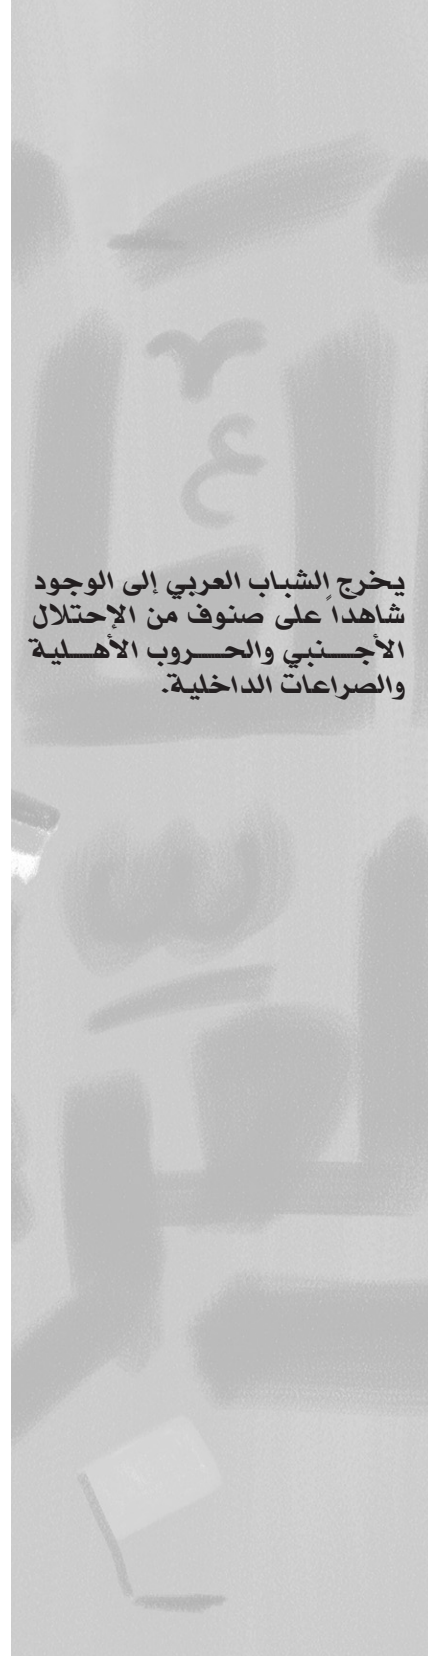 يخرج الشباب العربي إلى الوجود
شاهداً على صنوف من الإحتلال
الأجنبي والحروب الأهلية
والصراعات الداخلية.